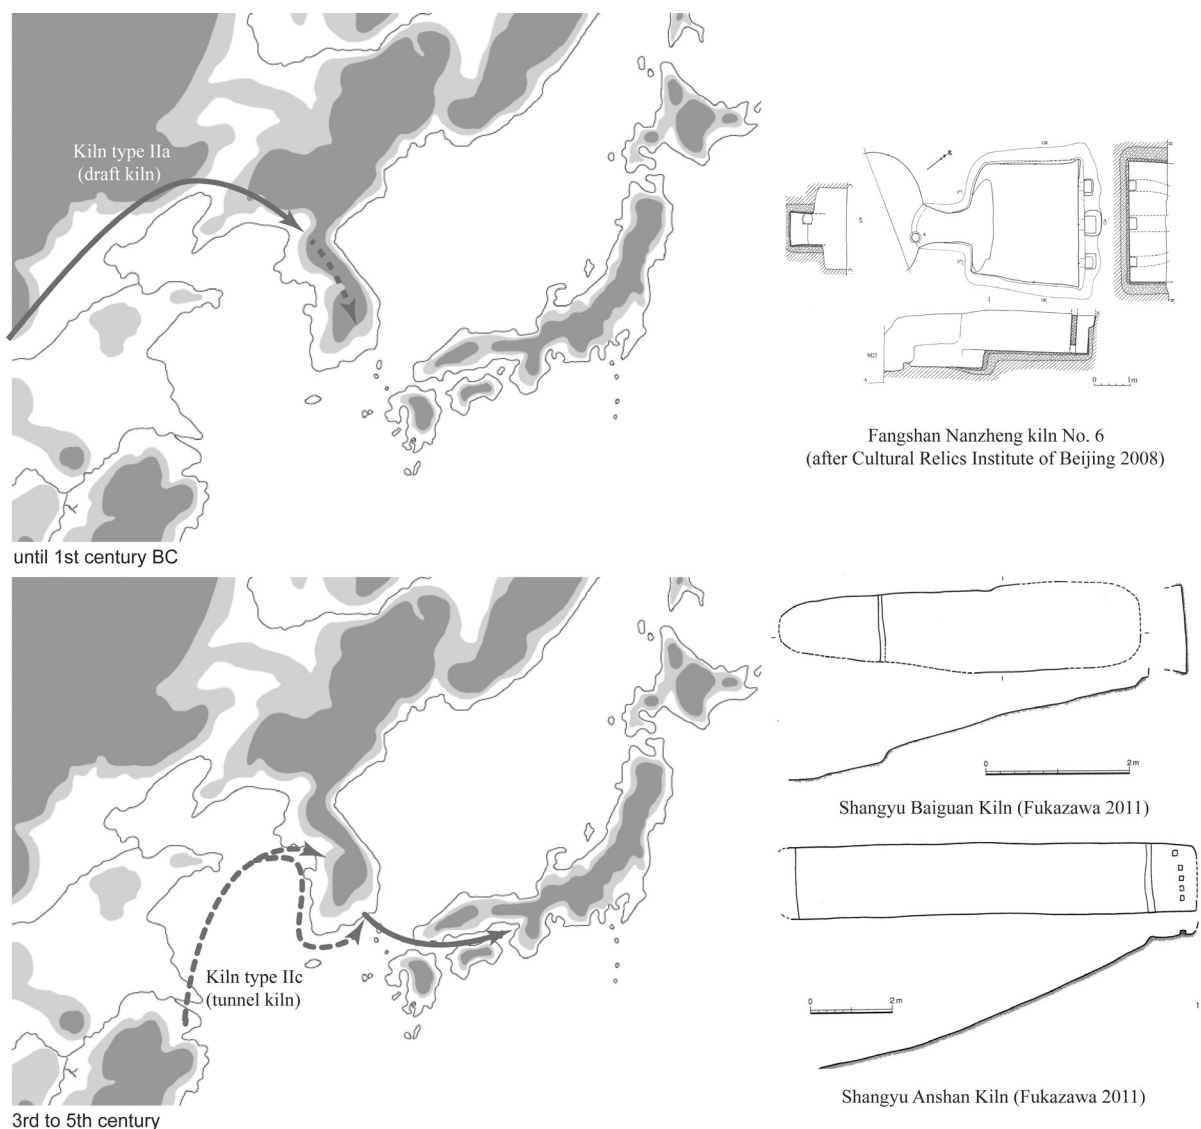 Kiln type IIa
(draft kiln)
M22
A
A'
0 1m
Fangshan Nanzheng kiln No. 6
(after Cultural Relics Institute of Beijing 2008)
until 1st century BC
0 2m
Shangyu Baiguan Kiln (Fukazawa 2011)
Kiln type IIc
(tunnel kiln)
0 2m
Shangyu Anshan Kiln (Fukazawa 2011)
3rd to 5th century